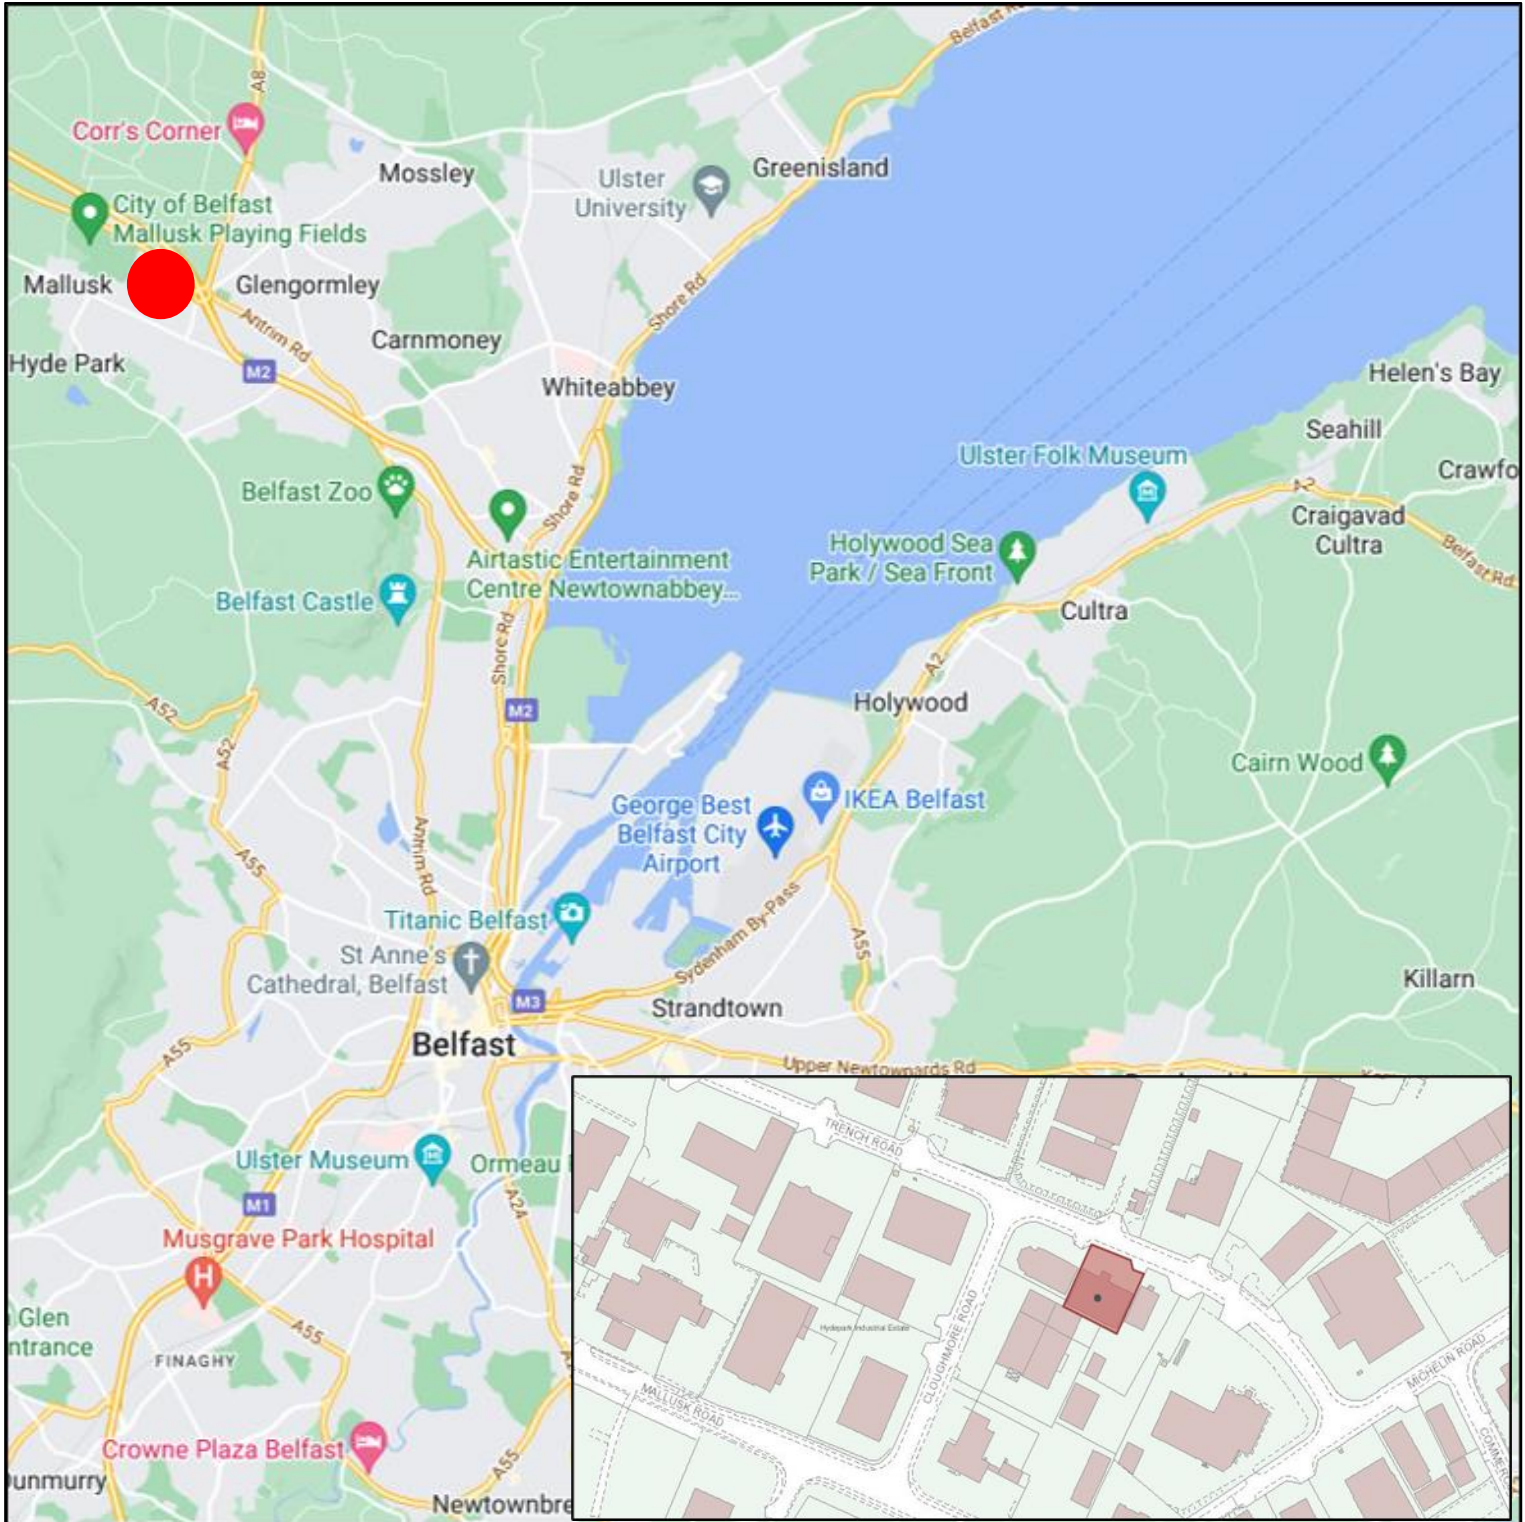 Belfast Rd
A8
Corr's Corner
Mossley
Ulster
University
Greenisland
City of Belfast
Mallusk Playing Fields
Mallusk
Glengormley
Antrim Rd
Shore Rd
Carnmoney
Hyde Park
M2
Whiteabbey
Helen's Bay
Seahill
Ulster Folk Museum
Crawfo
Belfast Zoo
Shore Rd
A2
Craigavad
Cultra
Holywood Sea
Park / Sea Front
Belfast Rd
Airtastic Entertainment
Centre Newtownabbey...
Belfast Castle
Cultra
Shore Rd
A2
Holywood
A52
M2
A52
Cairn Wood
George Best
Belfast City
Airport
IKEA Belfast
Antrim Rd
A55
Titanic Belfast
Sydenham By-Pass
A55
St Anne's
Cathedral, Belfast
Killarn
M3
Strandtown
Belfast
A55
Upper Newtownards Rd
TRENCH ROAD
Ulster Museum
Ormeau
A24
M1
Musgrave Park Hospital
Glen
ntrance
A55
FINAGHY
Hydepark Industrial Estate
CLOUGHMORE ROAD
MICHELIN ROAD
MALLUSK ROAD
Crowne Plaza Belfast
A55
Dunmurry
Newtownbre